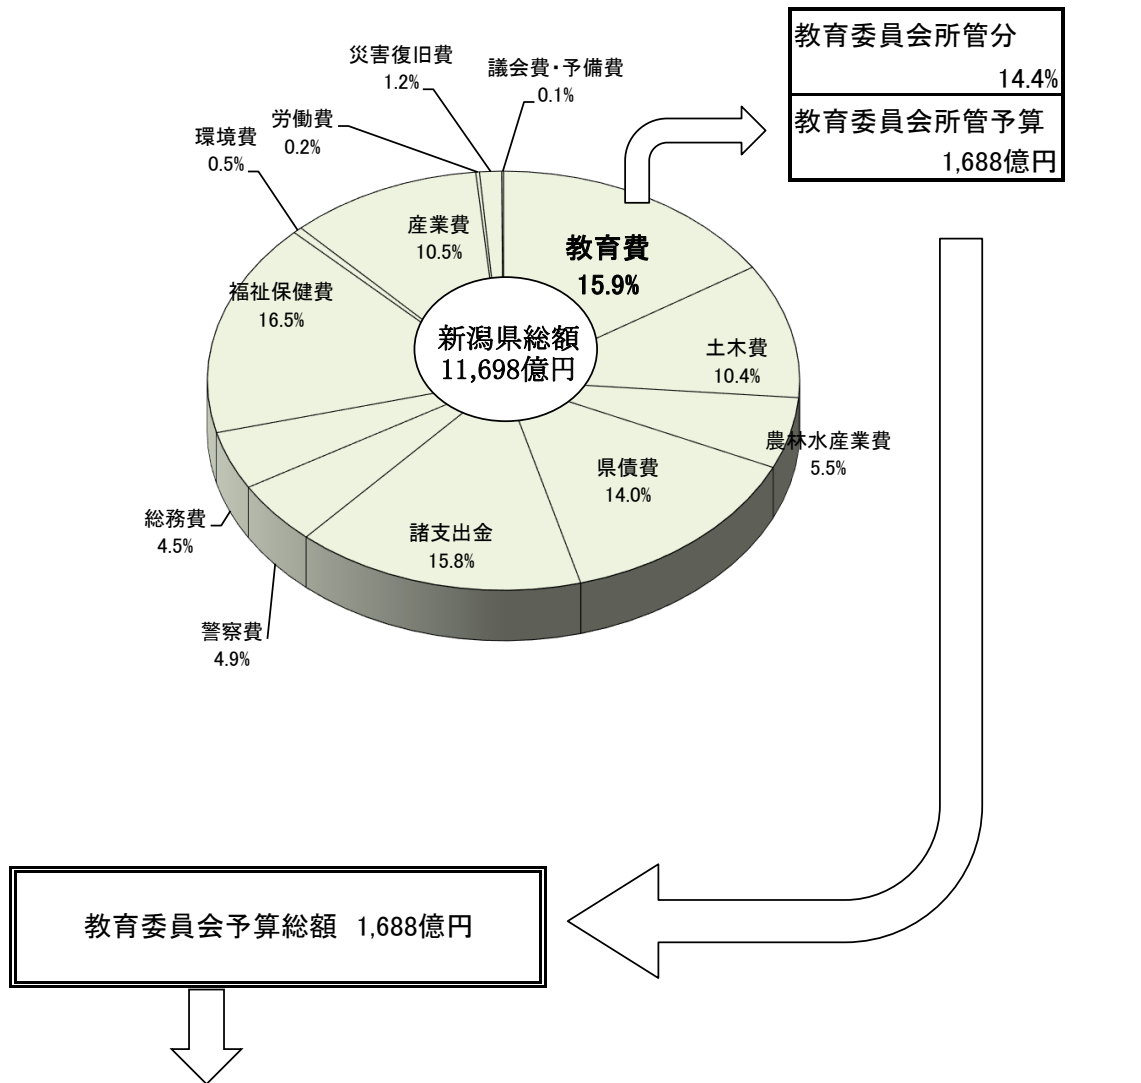 教育委員会所管分
14.4%
教育委員会所管予算
1,688億円
災害復旧費
1.2%
議会費・予備費
0.1%
労働費
0.2%
環境費
0.5%
産業費
10.5%
教育費
15.9%
福祉保健費
16.5%
新潟県総額
11,698億円
土木費
10.4%
農林水産業費
5.5%
県債費
14.0%
諸支出金
15.8%
総務費
4.5%
警察費
4.9%
教育委員会予算総額 1,688億円